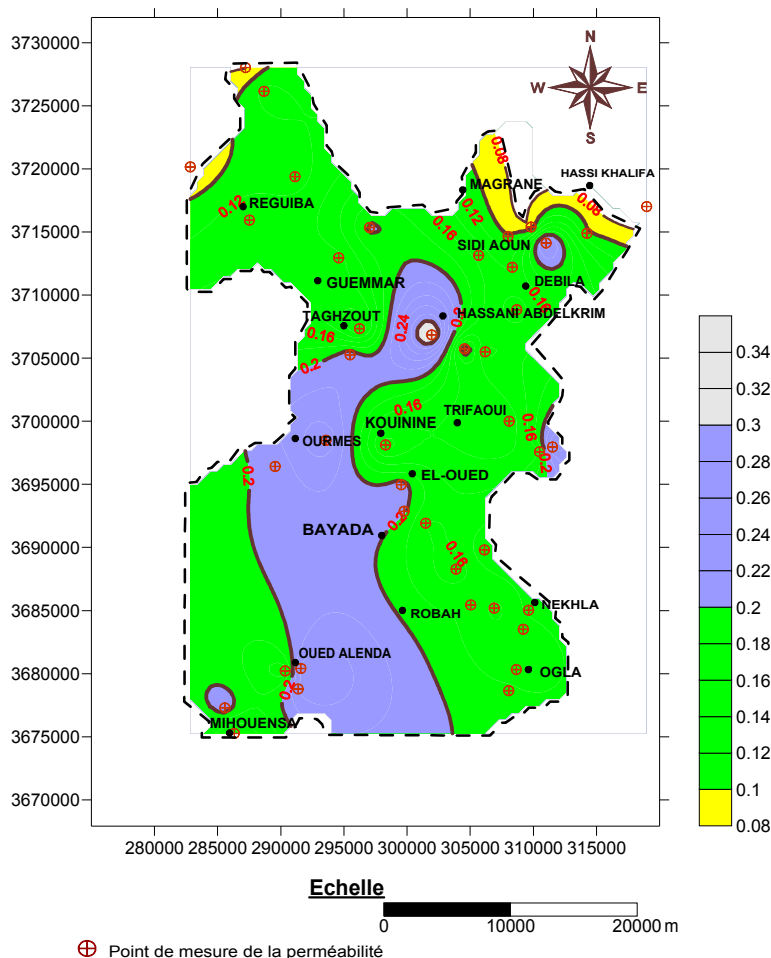 3730000
3725000
3720000
3715000
3710000
3705000
3700000
3695000
3690000
3685000
3680000
3675000
3670000
N
W E
S
0.08
HASSI KHALIFA
MAGRANE
0.12
REGUIBA
0.12
0.08
0.16
SIDI AOUN
GUEMMAR
DEBILA
0.16
TAGHZOUT
HASSANI ABDELKRIM
0.24
0.2
0.16
0.2
0.16
TRIFAOUI
KOUININE
0.16
OURMES
0.2
0.2
EL-OUED
0.2
BAYADA
0.16
NEKHLA
ROBAH
OUED ALENDA
OGLA
0.2
MIHOUENSA
0.34
0.32
0.3
0.28
0.26
0.24
0.22
0.2
0.18
0.16
0.14
0.12
0.1
0.08
280000 285000 290000 295000 300000 305000 310000 315000
Echelle
0 10000 20000 m
Point de mesure de la perméabilité